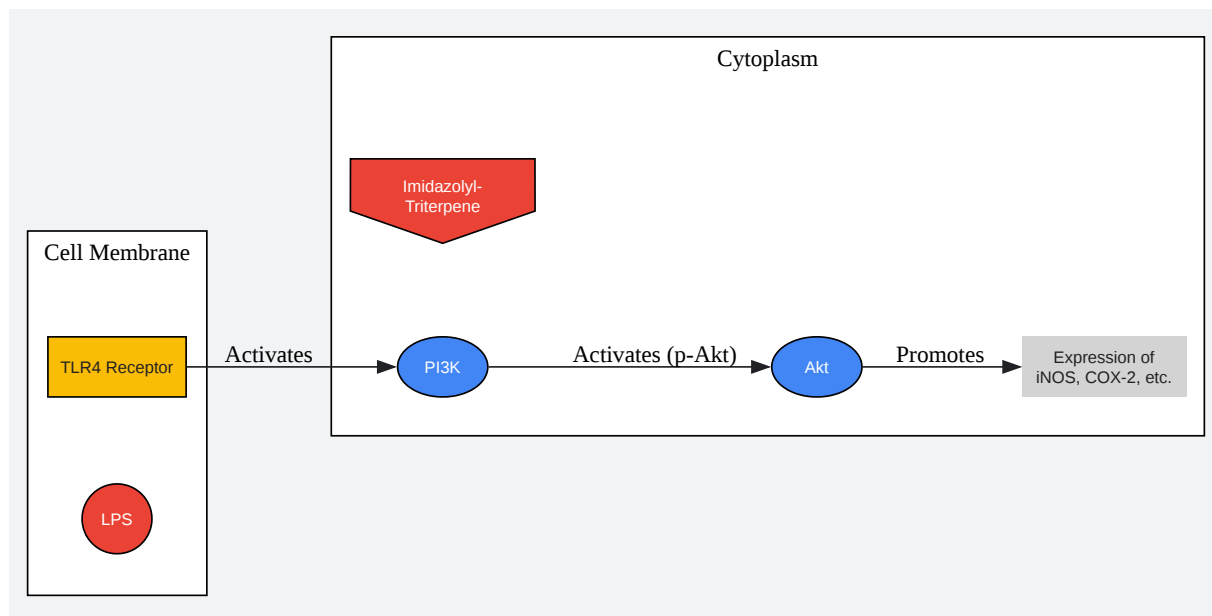 Cytoplasm
Imidazolyl-
Triterpene
Cell Membrane
TLR4 Receptor
Activates
PI3K
Activates (p-Akt)
Akt
Promotes
Expression of
iNOS, COX-2, etc.
LPS